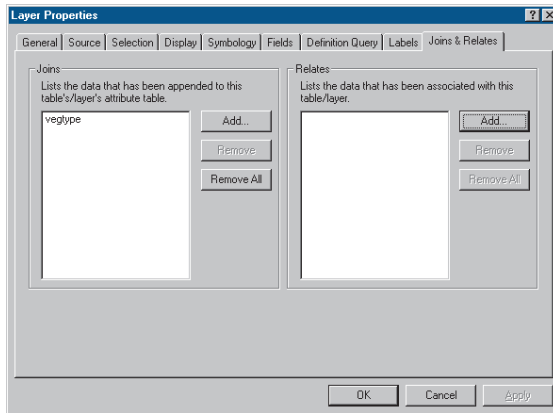 Layer Properties
General Source Selection Display Symbology Fields Definition Query Labels Joins & Relates
Joins
Lists the data that has been appended to this
table's/layer's attribute table.
vegtype
Add...
Remove
Remove All
Relates
Lists the data that has been associated with this
table/layer.
Add...
Remove
Remove All
OK Cancel Apply